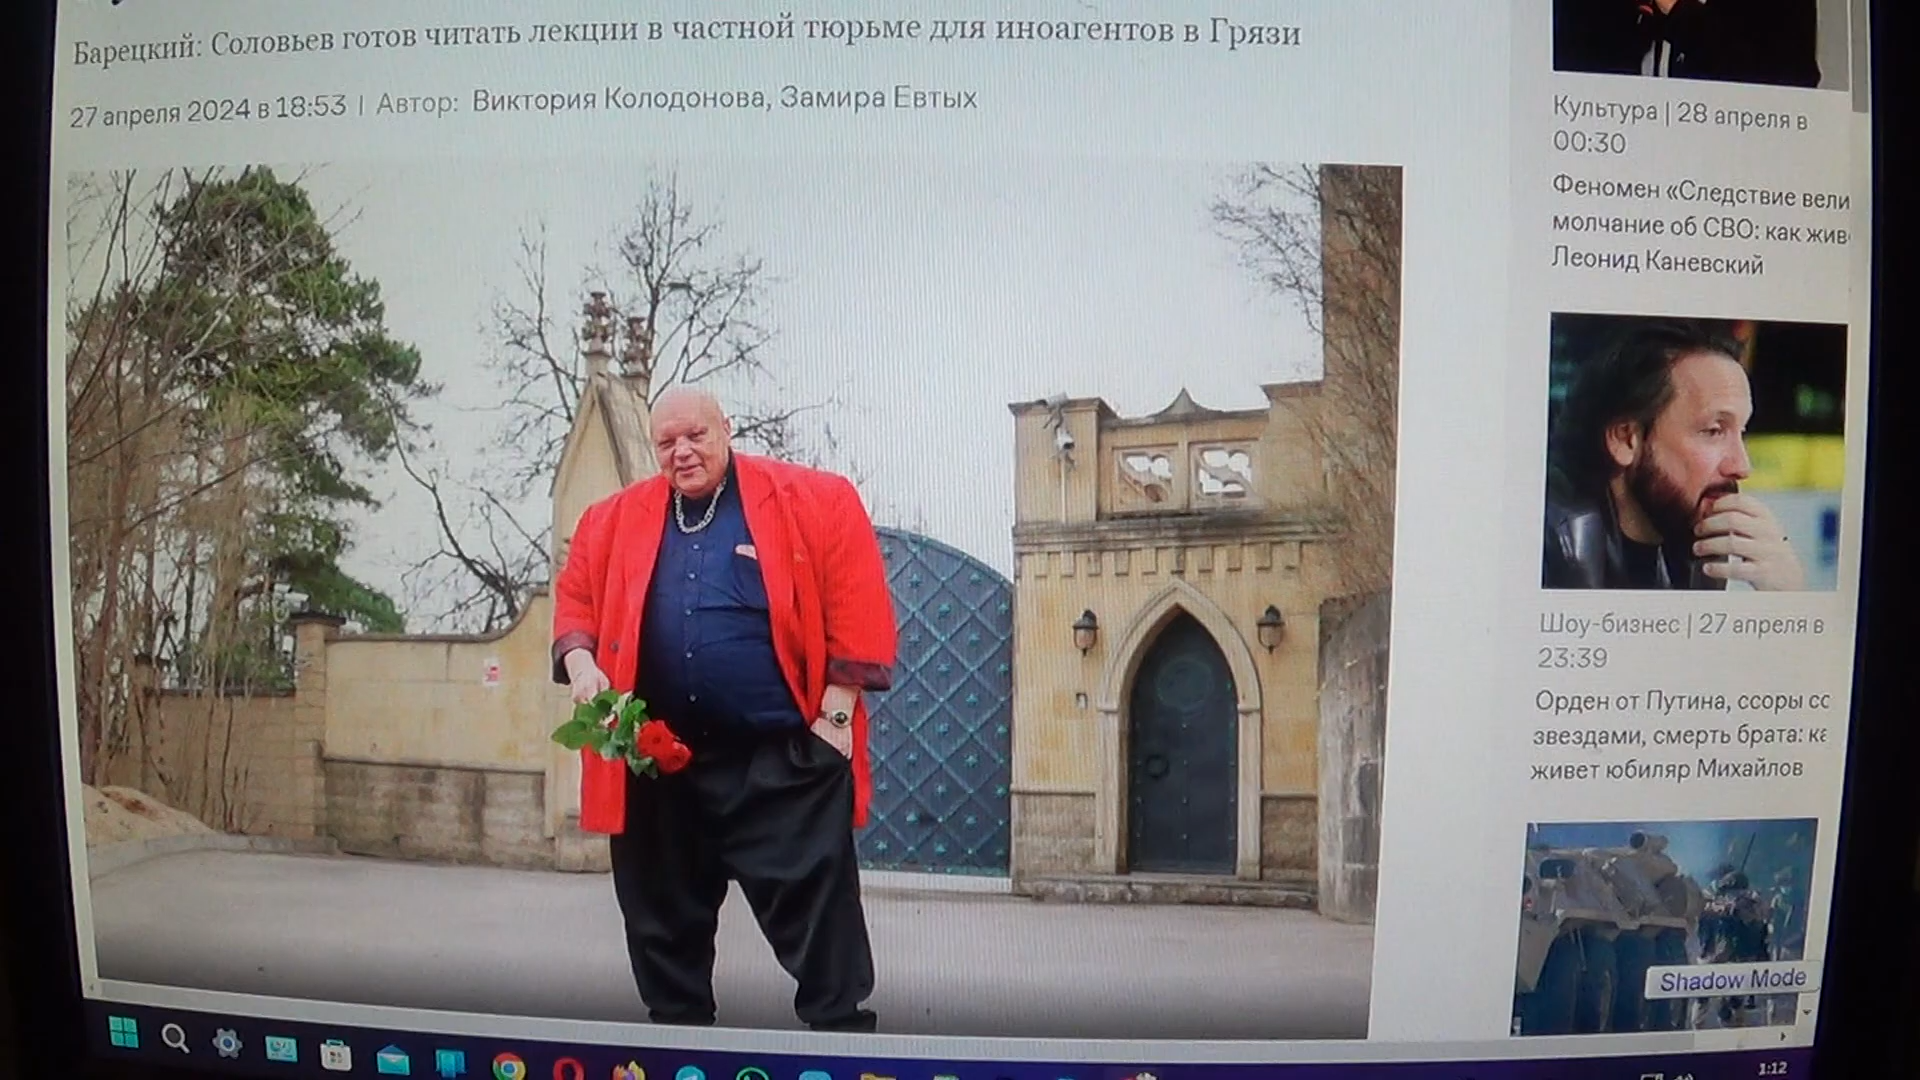 Барецкий: Соловьев готов читать лекции в частной тюрьме для иноагентов в Грязи
27 апреля 2024 в 18:53 | Автор: Виктория Колодонова, Замира Евтых
Культура | 28 апреля в
00:30
Феномен «Следствие вели
молчание об СВО: как жив
Леонид Каневский
Шоу-бизнес | 27 апреля в
23:39
Орден от Путина, ссоры со
звездами, смерть брата: ка
живет юбиляр Михайлов
Shadow Mode
1:12